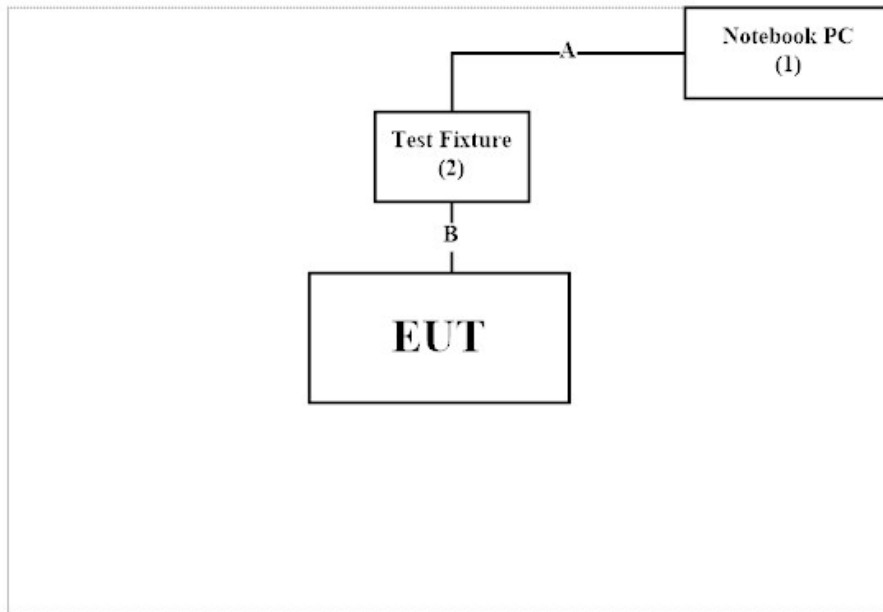 Notebook PC
(1)
A
Test Fixture
(2)
B
EUT